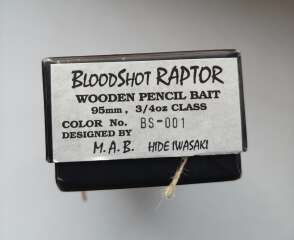 BLOODSHOT RAPTOR
WOODEN PENCIL BAIT
95mm, 3/4oz CLASS
COLOR No. BS-001
DESIGNED BY
M.A.B. HIDE IWASAKI